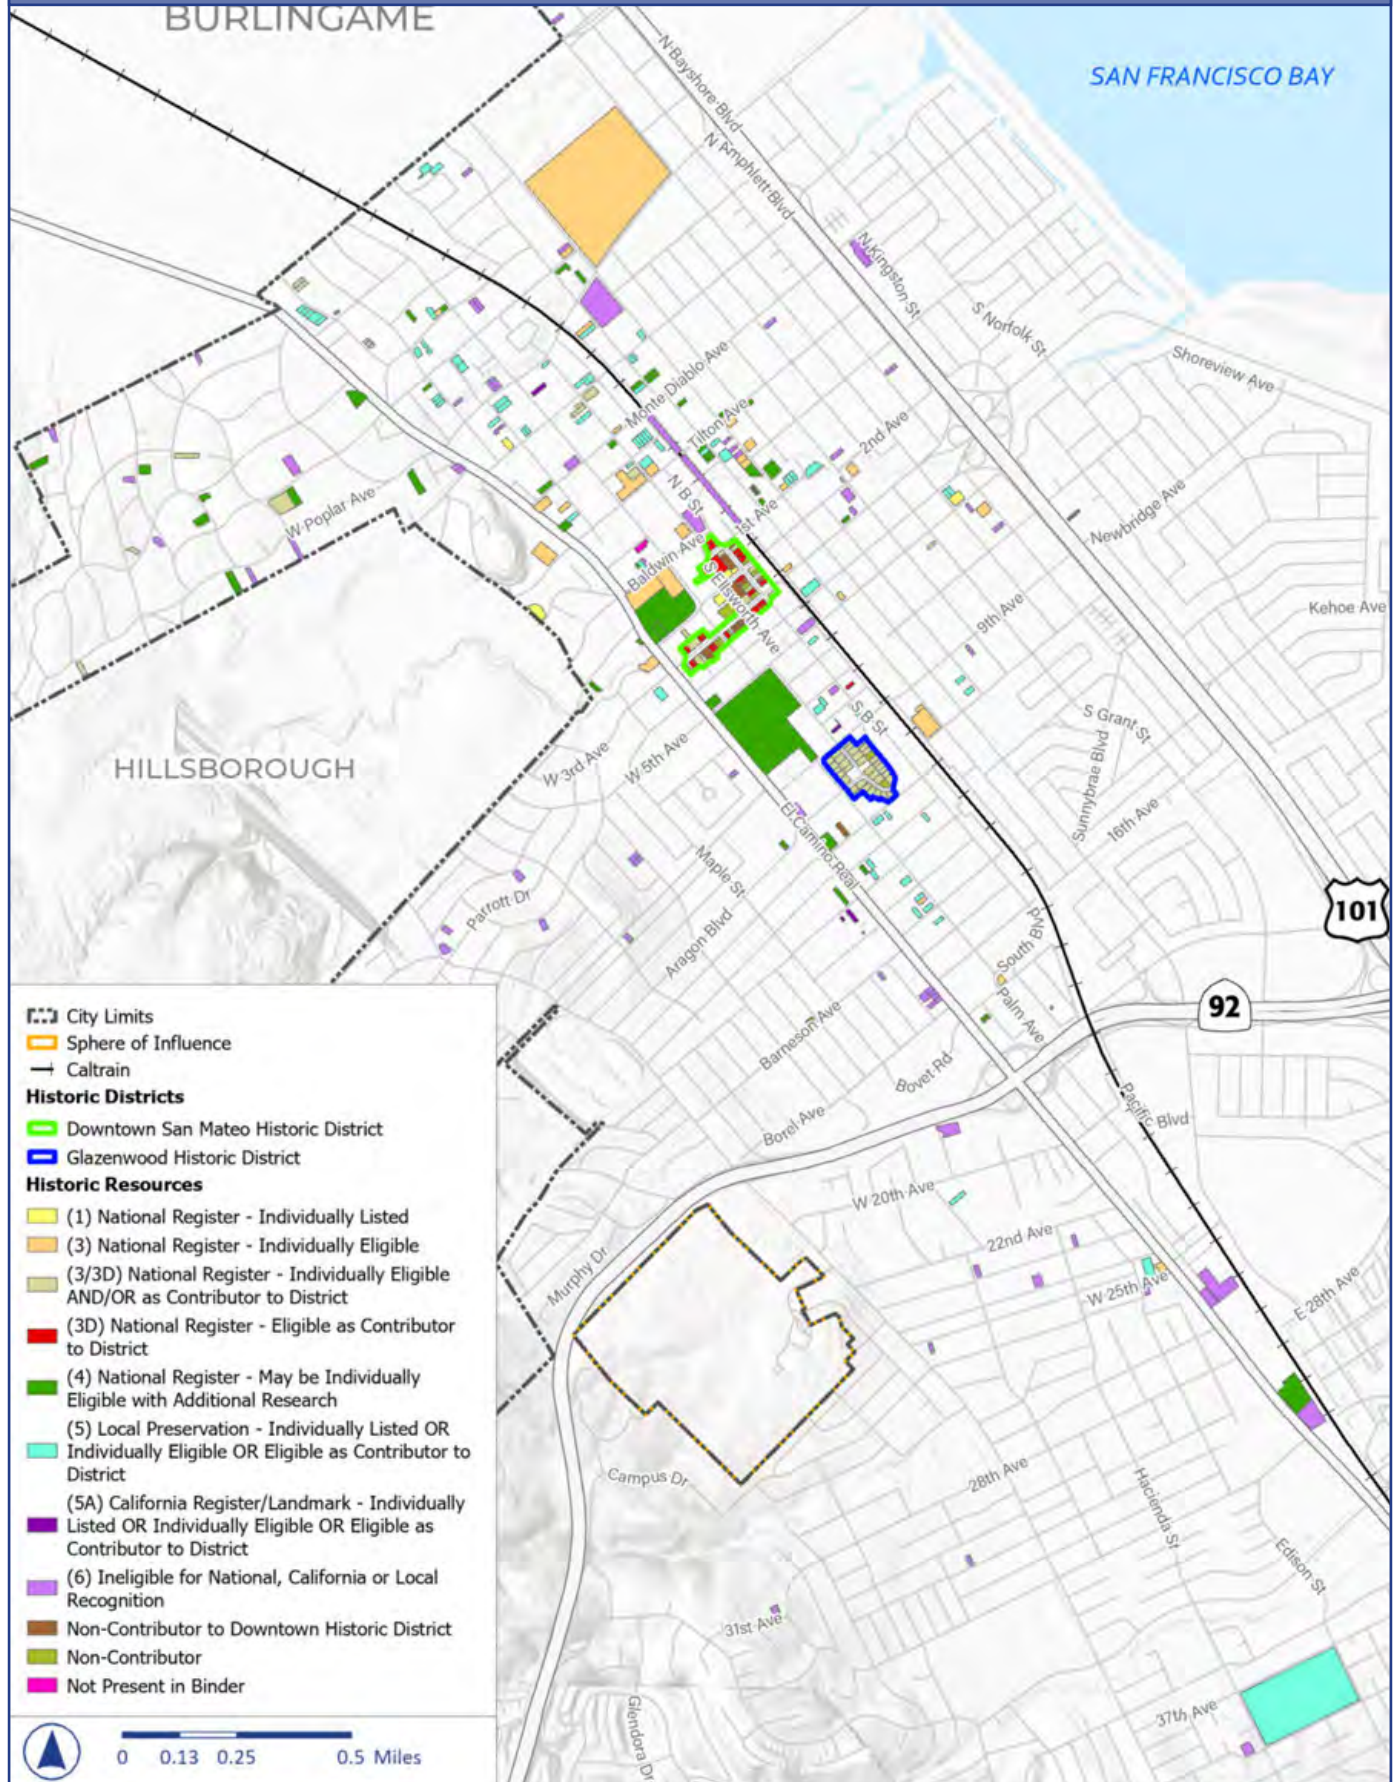 BURLINGAME
SAN FRANCISCO BAY
N Bayshore Blvd
N Amphlett Blvd
N Kingston St
S Norfolk St
Shoreview Ave
Monte Diablo Ave
Tilton Ave
2nd Ave
N B St
1st Ave
Newbridge Ave
W Poplar Ave
Baldwin Ave
S Ellsworth Ave
9th Ave
Kehoe Ave
HILLSBOROUGH
W 3rd Ave
W 5th Ave
S B St
S Grant St
Sunnybrae Blvd
16th Ave
El Camino Real
Maple St
Parrott Dr
Aragon Blvd
101
South Blvd
Palm Ave
92
Barneson Ave
Bovet Rd
Borel Ave
Pacific Blvd
W 20th Ave
22nd Ave
W 25th Ave
E 28th Ave
Murphy Dr
Campus Dr
28th Ave
Hacienda St
Edison St
31st Ave
37th Ave
Glendora Dr
City Limits
Sphere of Influence
Caltrain
Historic Districts
Downtown San Mateo Historic District
Glazenwood Historic District
Historic Resources
(1) National Register - Individually Listed
(3) National Register - Individually Eligible
(3/3D) National Register - Individually Eligible
AND/OR as Contributor to District
(3D) National Register - Eligible as Contributor
to District
(4) National Register - May be Individually
Eligible with Additional Research
(5) Local Preservation - Individually Listed OR
Individually Eligible OR Eligible as Contributor to
District
(5A) California Register/Landmark - Individually
Listed OR Individually Eligible OR Eligible as
Contributor to District
(6) Ineligible for National, California or Local
Recognition
Non-Contributor to Downtown Historic District
Non-Contributor
Not Present in Binder
0 0.13 0.25 0.5 Miles